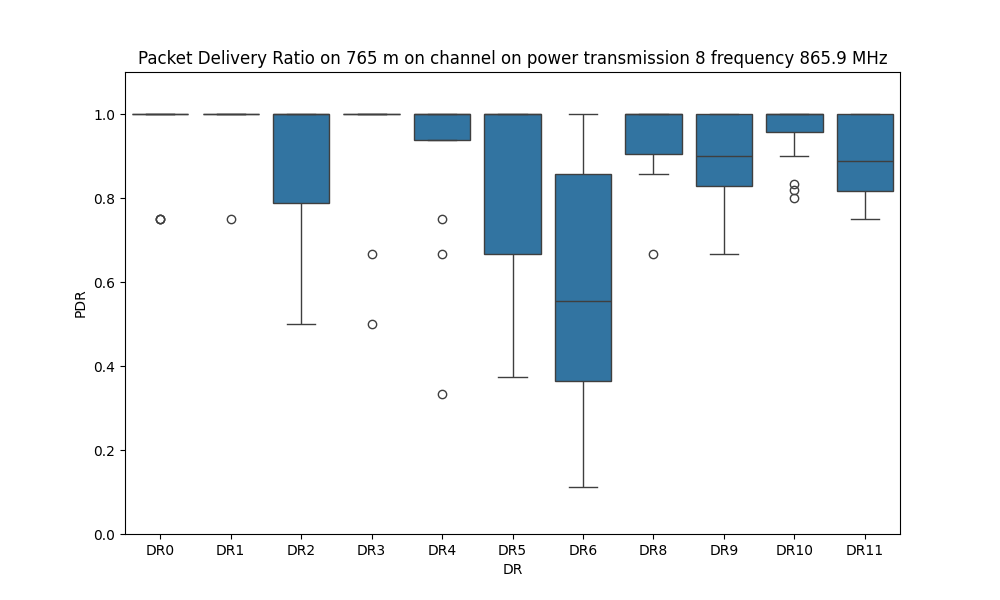 Packet Delivery Ratio on 765 m on channel on power transmission 8 frequency 865.9 MHz
1.0
0.8
0.6
0.4
0.2
0.0
PDR
DR0 DR1 DR2 DR3 DR4 DR5 DR6 DR8 DR9 DR10 DR11
DR